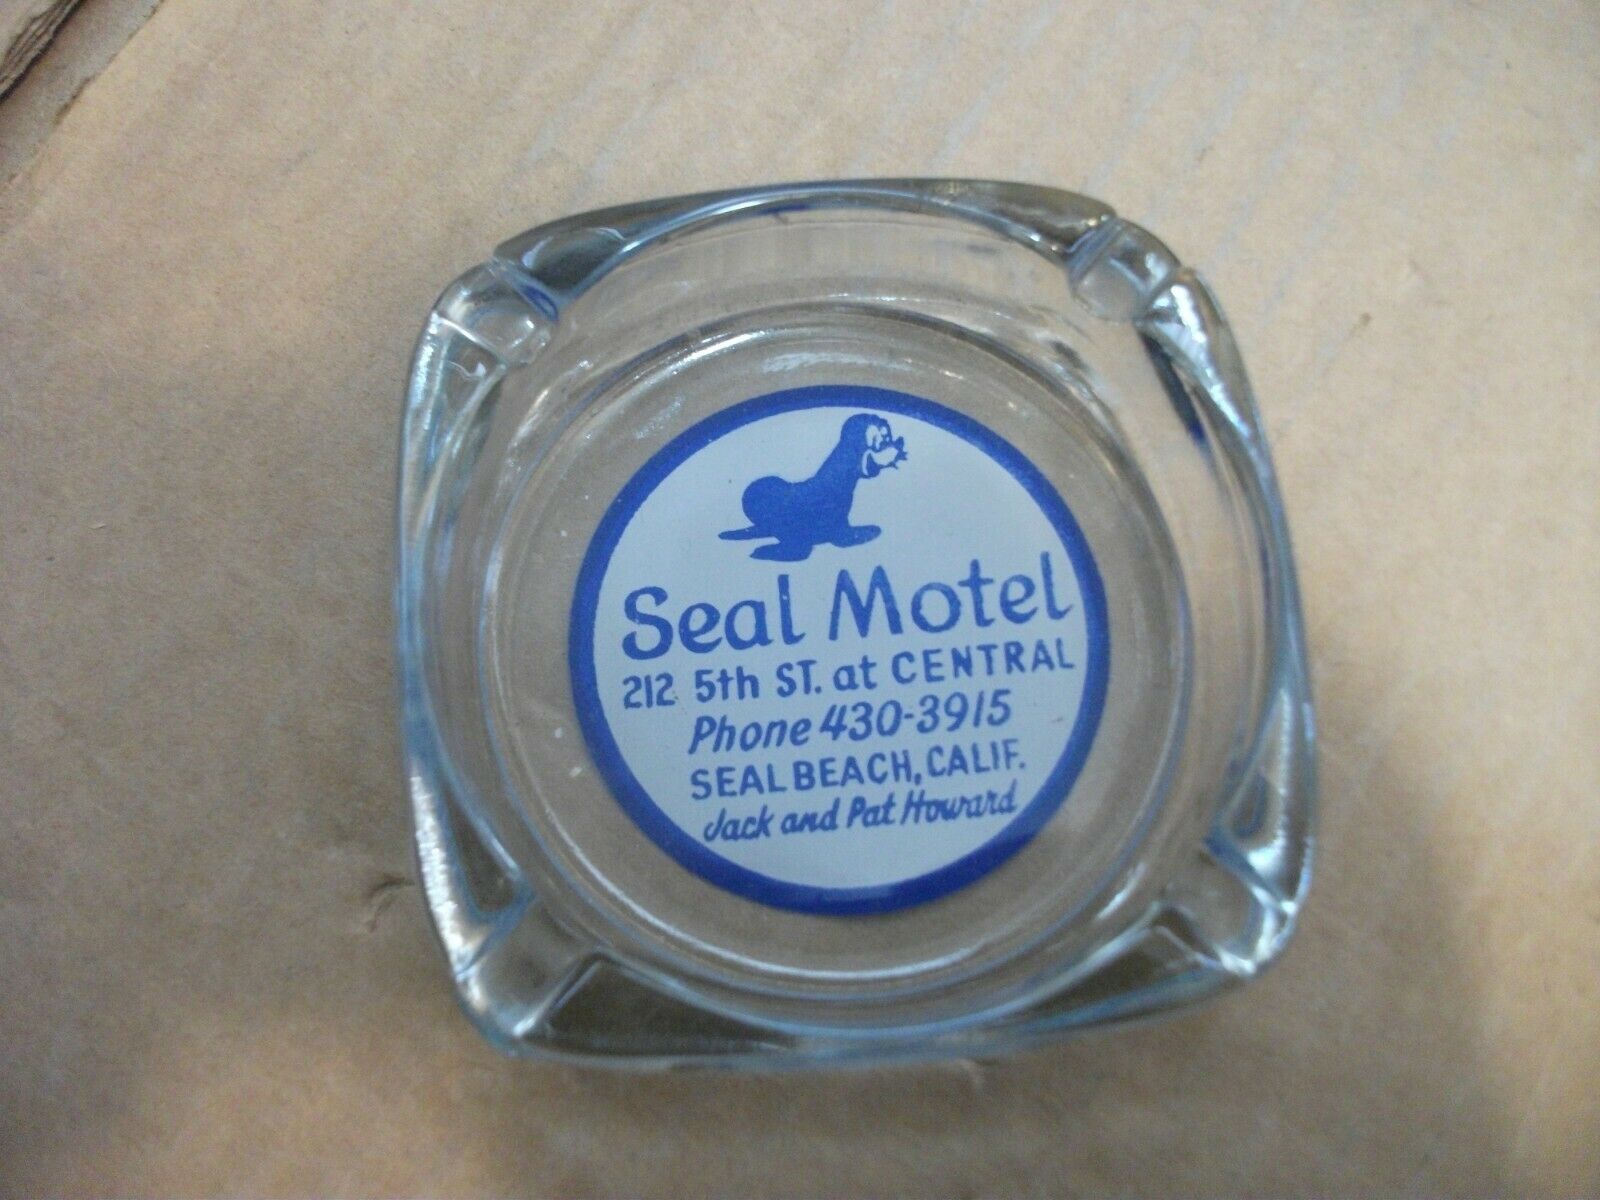 Seal Motel
212 5th ST. at CENTRAL
Phone 430-3915
SEAL BEACH, CALIF.
Jack and Pat Howard